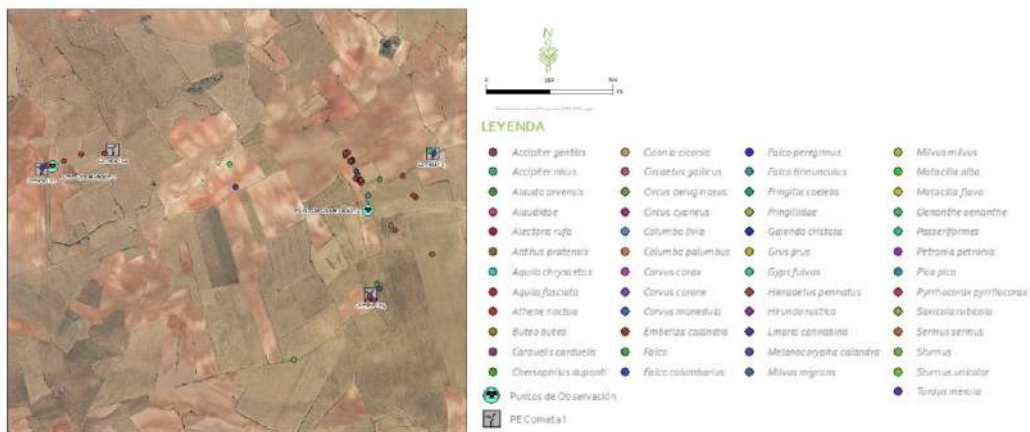 N
0
LEYENDA
Accipiter gentilis
Accipiter nisus
Alauda arvensis
Alaudidae
Alectoris rufa
Anthus pratensis
Aquila chrysaetos
Aquila fasciata
Athene noctua
Buteo buteo
Carduelis carduelis
Chersophilus duponti
Ciconia ciconia
Circaetus gallicus
Circus aeruginosus
Circus cyaneus
Columba livia
Columba palumbus
Corvus corax
Corvus corone
Corvus monedula
Emberiza calandra
Falco
Falco columbarius
Falco peregrinus
Falco tinnunculus
Fringilla coelebs
Fringillidae
Galerida cristata
Grus grus
Gyps fulvus
Hieraaetus pennatus
Hirundo rustica
Linaria cannabina
Melanocorypha calandra
Milvus migrans
Milvus milvus
Motacilla alba
Motacilla flava
Oenanthe oenanthe
Passeriformes
Petronia petronia
Pica pica
Pyrrhocorax pyrrhocorax
Saxicola rubicola
Serinus serinus
Sturnus
Sturnus unicolor
Turdus merula
Puntos de Observación
PE Cometa I